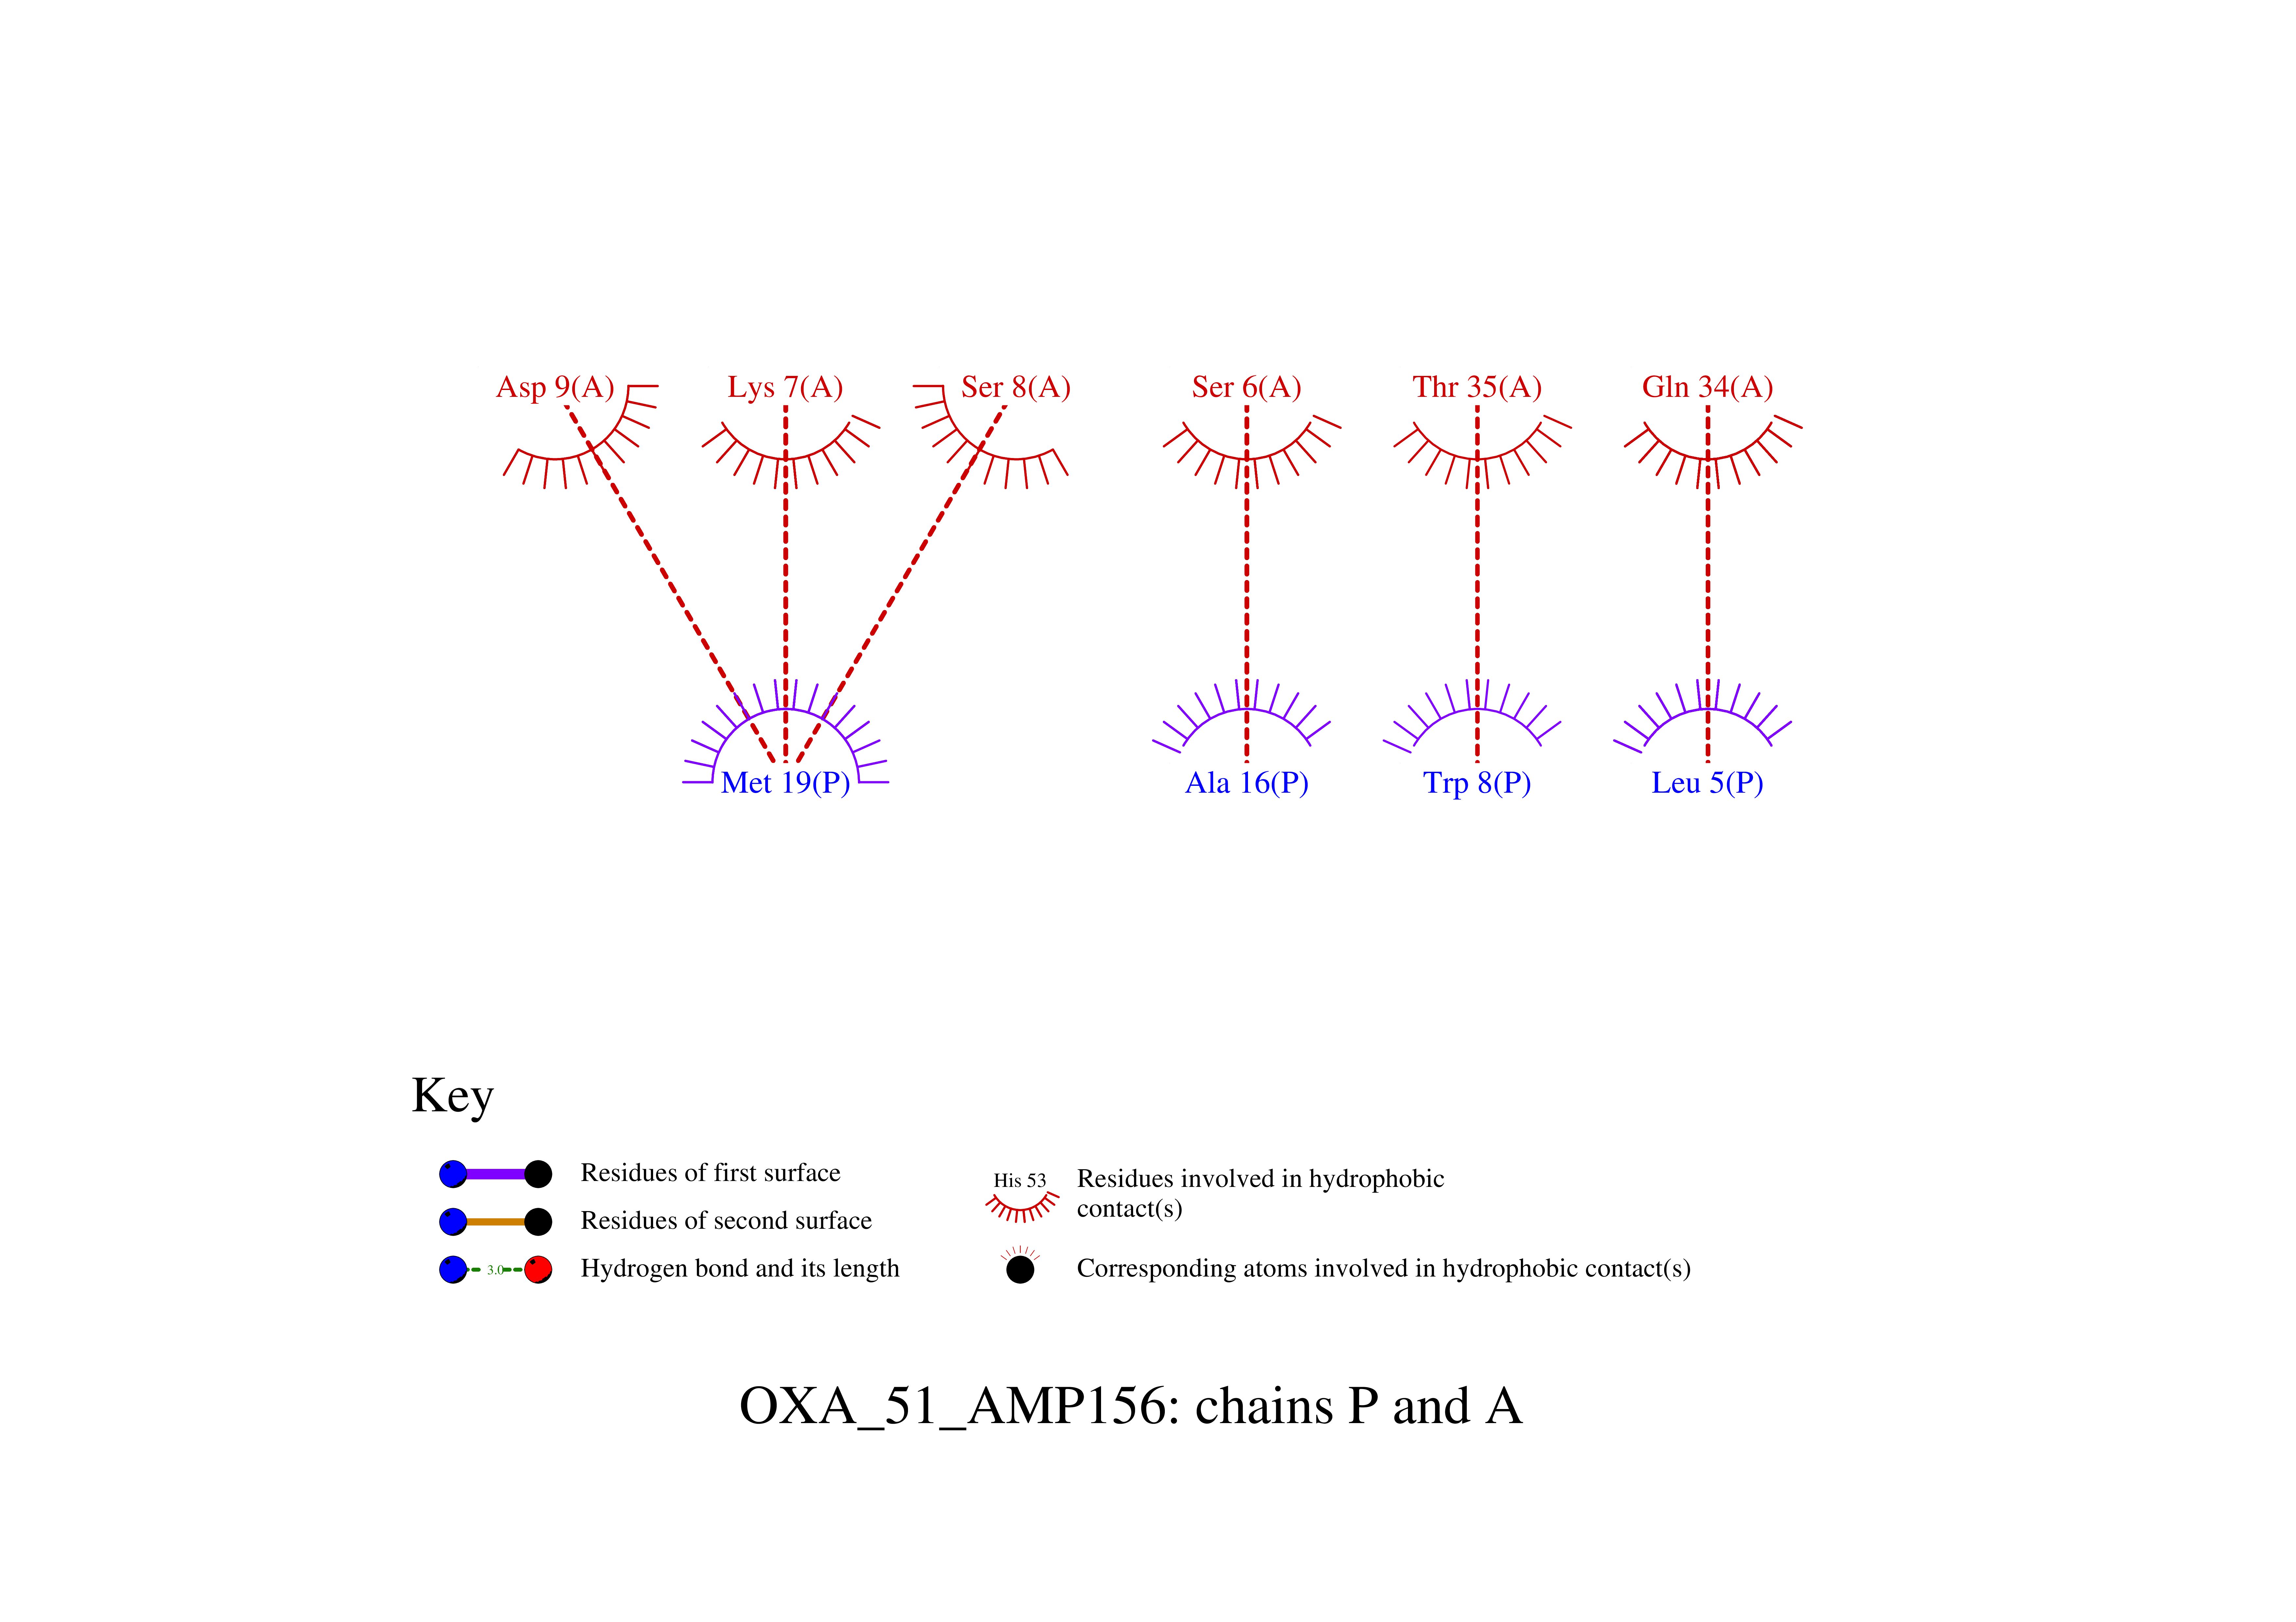 Asp 9(A) Lys 7(A) Ser 8(A) Ser 6(A) Thr 35(A) Gln 34(A)
Met 19(P) Ala 16(P) Trp 8(P) Leu 5(P)
Key
Residues of first surface
Residues of second surface
3.0 Hydrogen bond and its length
His 53 Residues involved in hydrophobic
contact(s)
Corresponding atoms involved in hydrophobic contact(s)
OXA_51_AMP156: chains P and A